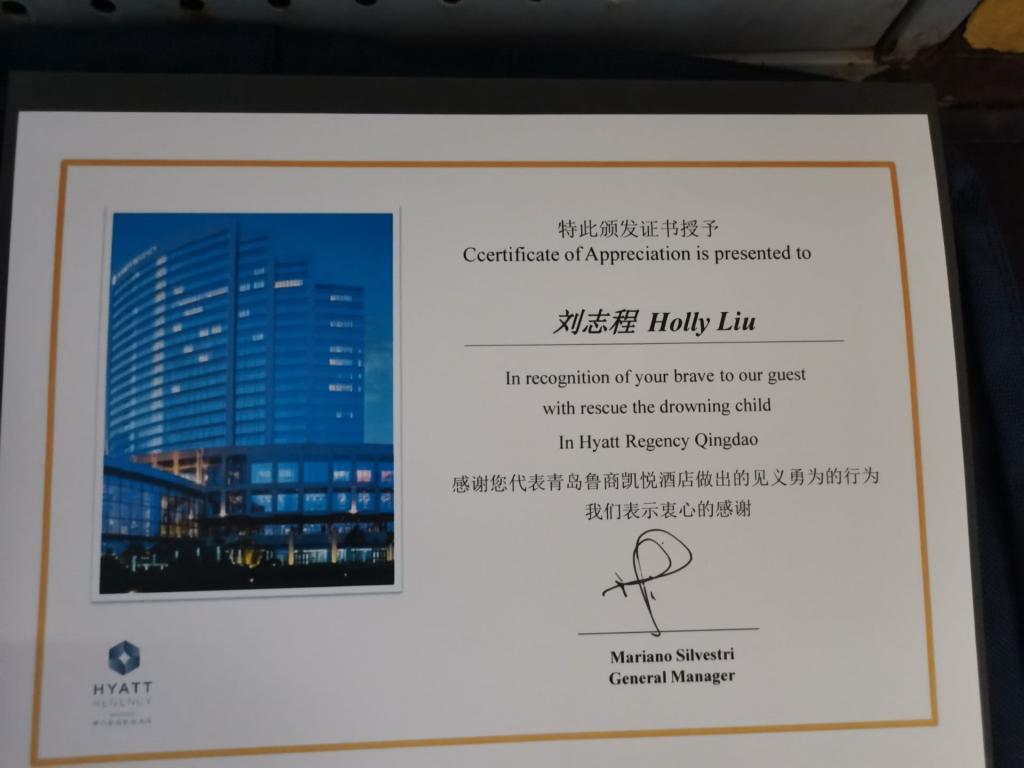 特此颁发证书授予
Ccertificate of Appreciation is presented to
刘志程 Holly Liu
In recognition of your brave to our guest
with rescue the drowning child
In Hyatt Regency Qingdao
感谢您代表青岛鲁商凯悦酒店做出的见义勇为的行为
我们表示衷心的感谢
Mariano Silvestri
General Manager
HYATT
REGENCY